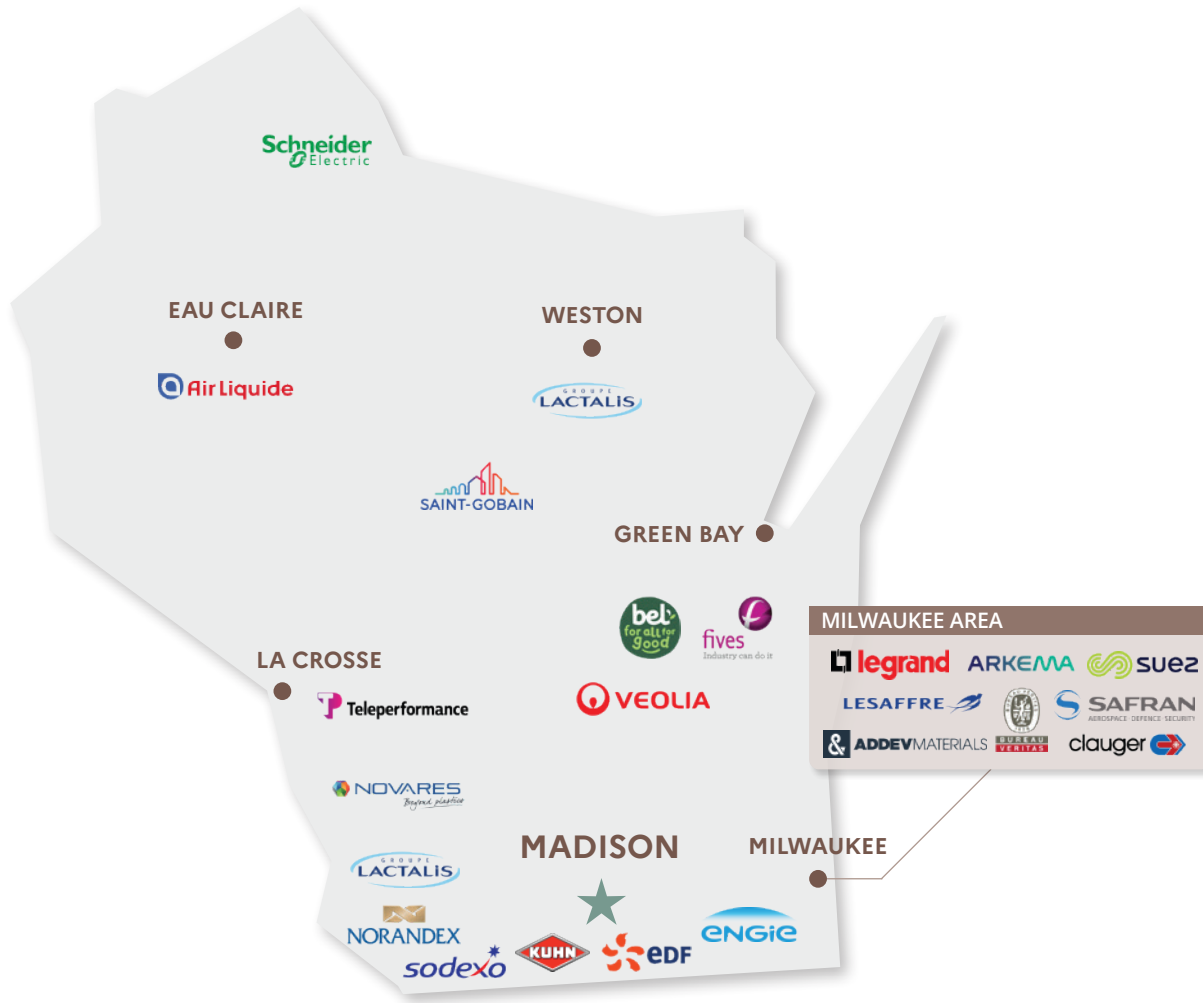 Schneider
Electric
EAU CLAIRE
WESTON
Air Liquide
GROUPE
LACTALIS
SAINT-GOBAIN
GREEN BAY
bel
for all for
good
fives
Industry can do it
MILWAUKEE AREA
legrand ARKEMA suez
LESAFFRE SAFRAN
AEROSPACE·DEFENCE·SECURITY
& ADDEVMATERIALS BUREAU
VERITAS clauger
LA CROSSE
Teleperformance
VEOLIA
NOVARES
Beyond plastics
MADISON
MILWAUKEE
GROUPE
LACTALIS
NORANDEX
sodexo
KUHN
eDF
ENGIE